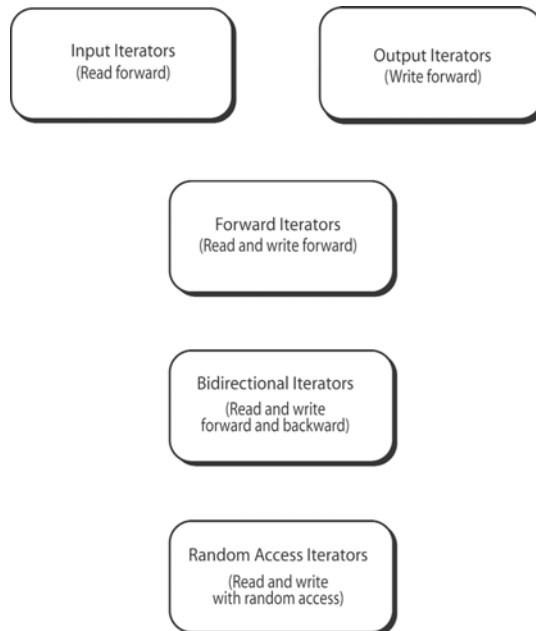 Input Iterators
(Read forward)
Output Iterators
(Write forward)
Forward Iterators
(Read and write forward)
Bidirectional Iterators
(Read and write
forward and backward)
Random Access Iterators
(Read and write
with random access)